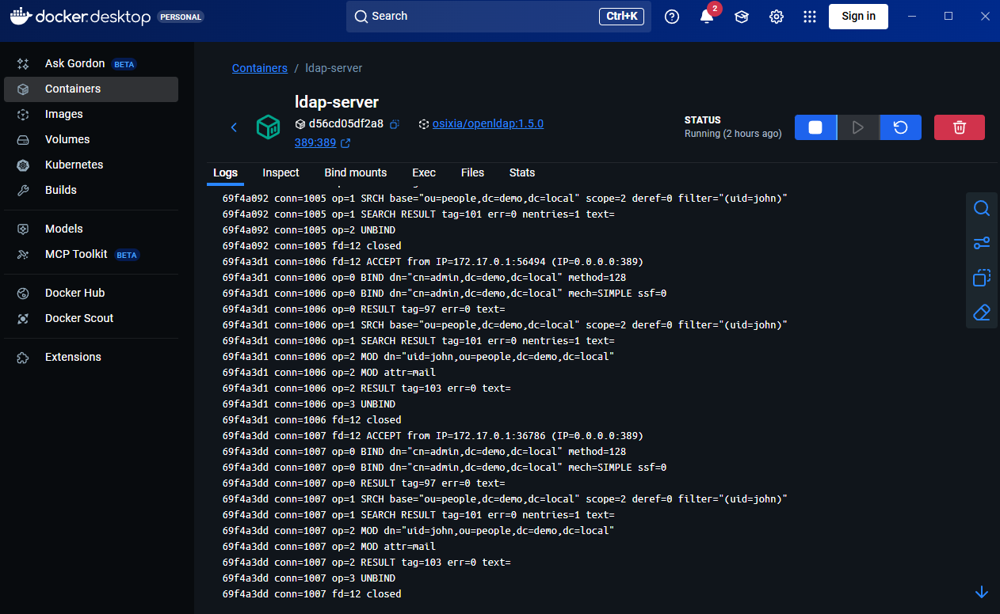 docker.desktop PERSONAL
Search Ctrl+K
2
Sign in
Ask Gordon BETA
Containers
Images
Volumes
Kubernetes
Builds
Models
MCP Toolkit BETA
Docker Hub
Docker Scout
Extensions
Containers / ldap-server
ldap-server
d56cd05df2a8 osixia/openldap:1.5.0
389:389
STATUS
Running (2 hours ago)
Logs Inspect Bind mounts Exec Files Stats
69f4a092 conn=1005 op=1 SRCH base="ou=people,dc=demo,dc=local" scope=2 deref=0 filter="(uid=john)"
69f4a092 conn=1005 op=1 SEARCH RESULT tag=101 err=0 nentries=1 text=
69f4a092 conn=1005 op=2 UNBIND
69f4a092 conn=1005 fd=12 closed
69f4a3d1 conn=1006 fd=12 ACCEPT from IP=172.17.0.1:56494 (IP=0.0.0.0:389)
69f4a3d1 conn=1006 op=0 BIND dn="cn=admin,dc=demo,dc=local" method=128
69f4a3d1 conn=1006 op=0 BIND dn="cn=admin,dc=demo,dc=local" mech=SIMPLE ssf=0
69f4a3d1 conn=1006 op=0 RESULT tag=97 err=0 text=
69f4a3d1 conn=1006 op=1 SRCH base="ou=people,dc=demo,dc=local" scope=2 deref=0 filter="(uid=john)"
69f4a3d1 conn=1006 op=1 SEARCH RESULT tag=101 err=0 nentries=1 text=
69f4a3d1 conn=1006 op=2 MOD dn="uid=john,ou=people,dc=demo,dc=local"
69f4a3d1 conn=1006 op=2 MOD attr=mail
69f4a3d1 conn=1006 op=2 RESULT tag=103 err=0 text=
69f4a3d1 conn=1006 op=3 UNBIND
69f4a3d1 conn=1006 fd=12 closed
69f4a3dd conn=1007 fd=12 ACCEPT from IP=172.17.0.1:36786 (IP=0.0.0.0:389)
69f4a3dd conn=1007 op=0 BIND dn="cn=admin,dc=demo,dc=local" method=128
69f4a3dd conn=1007 op=0 BIND dn="cn=admin,dc=demo,dc=local" mech=SIMPLE ssf=0
69f4a3dd conn=1007 op=0 RESULT tag=97 err=0 text=
69f4a3dd conn=1007 op=1 SRCH base="ou=people,dc=demo,dc=local" scope=2 deref=0 filter="(uid=john)"
69f4a3dd conn=1007 op=1 SEARCH RESULT tag=101 err=0 nentries=1 text=
69f4a3dd conn=1007 op=2 MOD dn="uid=john,ou=people,dc=demo,dc=local"
69f4a3dd conn=1007 op=2 MOD attr=mail
69f4a3dd conn=1007 op=2 RESULT tag=103 err=0 text=
69f4a3dd conn=1007 op=3 UNBIND
69f4a3dd conn=1007 fd=12 closed